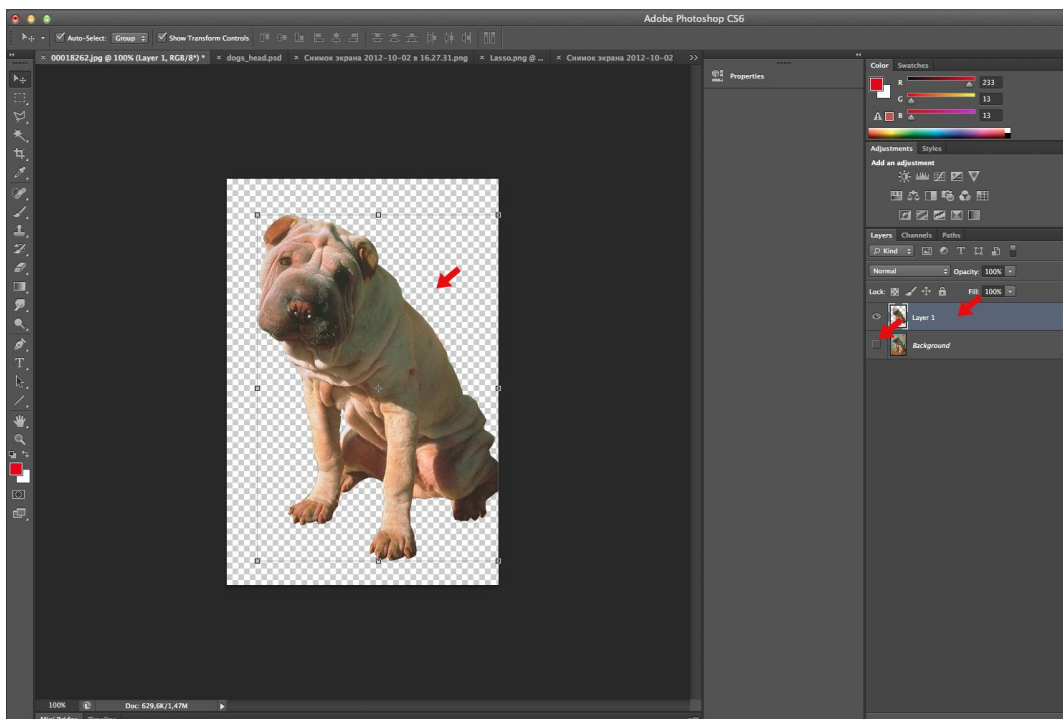 Adobe Photoshop CS6
Auto-Select: Group Show Transform Controls
× 00018262.jpg @ 100% (Layer 1, RGB/8*) * × dogs_head.psd × Снимок экрана 2012-10-02 в 16.27.31.png × Lasso.png @ ... × Снимок экрана 2012-10-02 >>
Properties
Color Swatches
R 233
G 13
B 13
Adjustments Styles
Add an adjustment
Layers Channels Paths
Kind
Normal Opacity: 100%
Lock: Fill: 100%
Layer 1
Background
100% Doc: 629,6K/1,47M
Mini Bridge Timeline